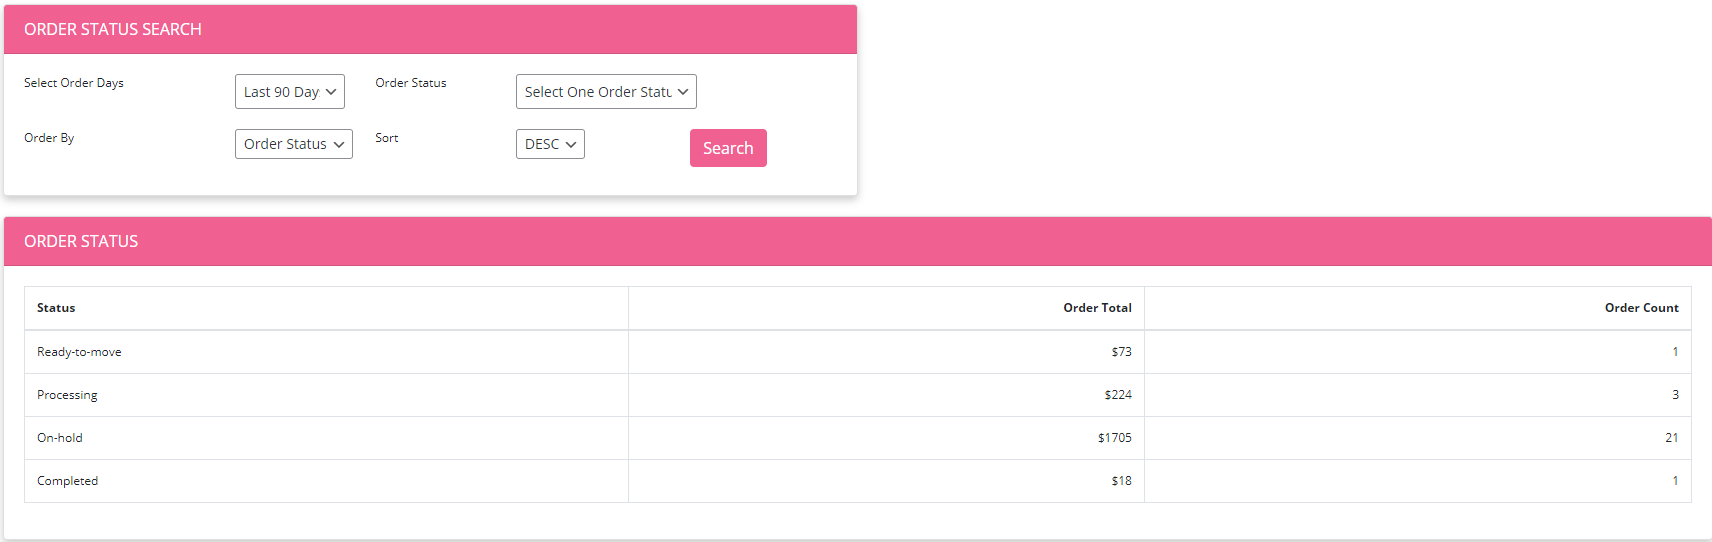 ORDER STATUS SEARCH
Select Order Days Last 90 Day Order Status Select One Order Statu
Order By Order Status Sort DESC Search
ORDER STATUS
Status Order Total Order Count
Ready-to-move $73 1
Processing $224 3
On-hold $1705 21
Completed $18 1